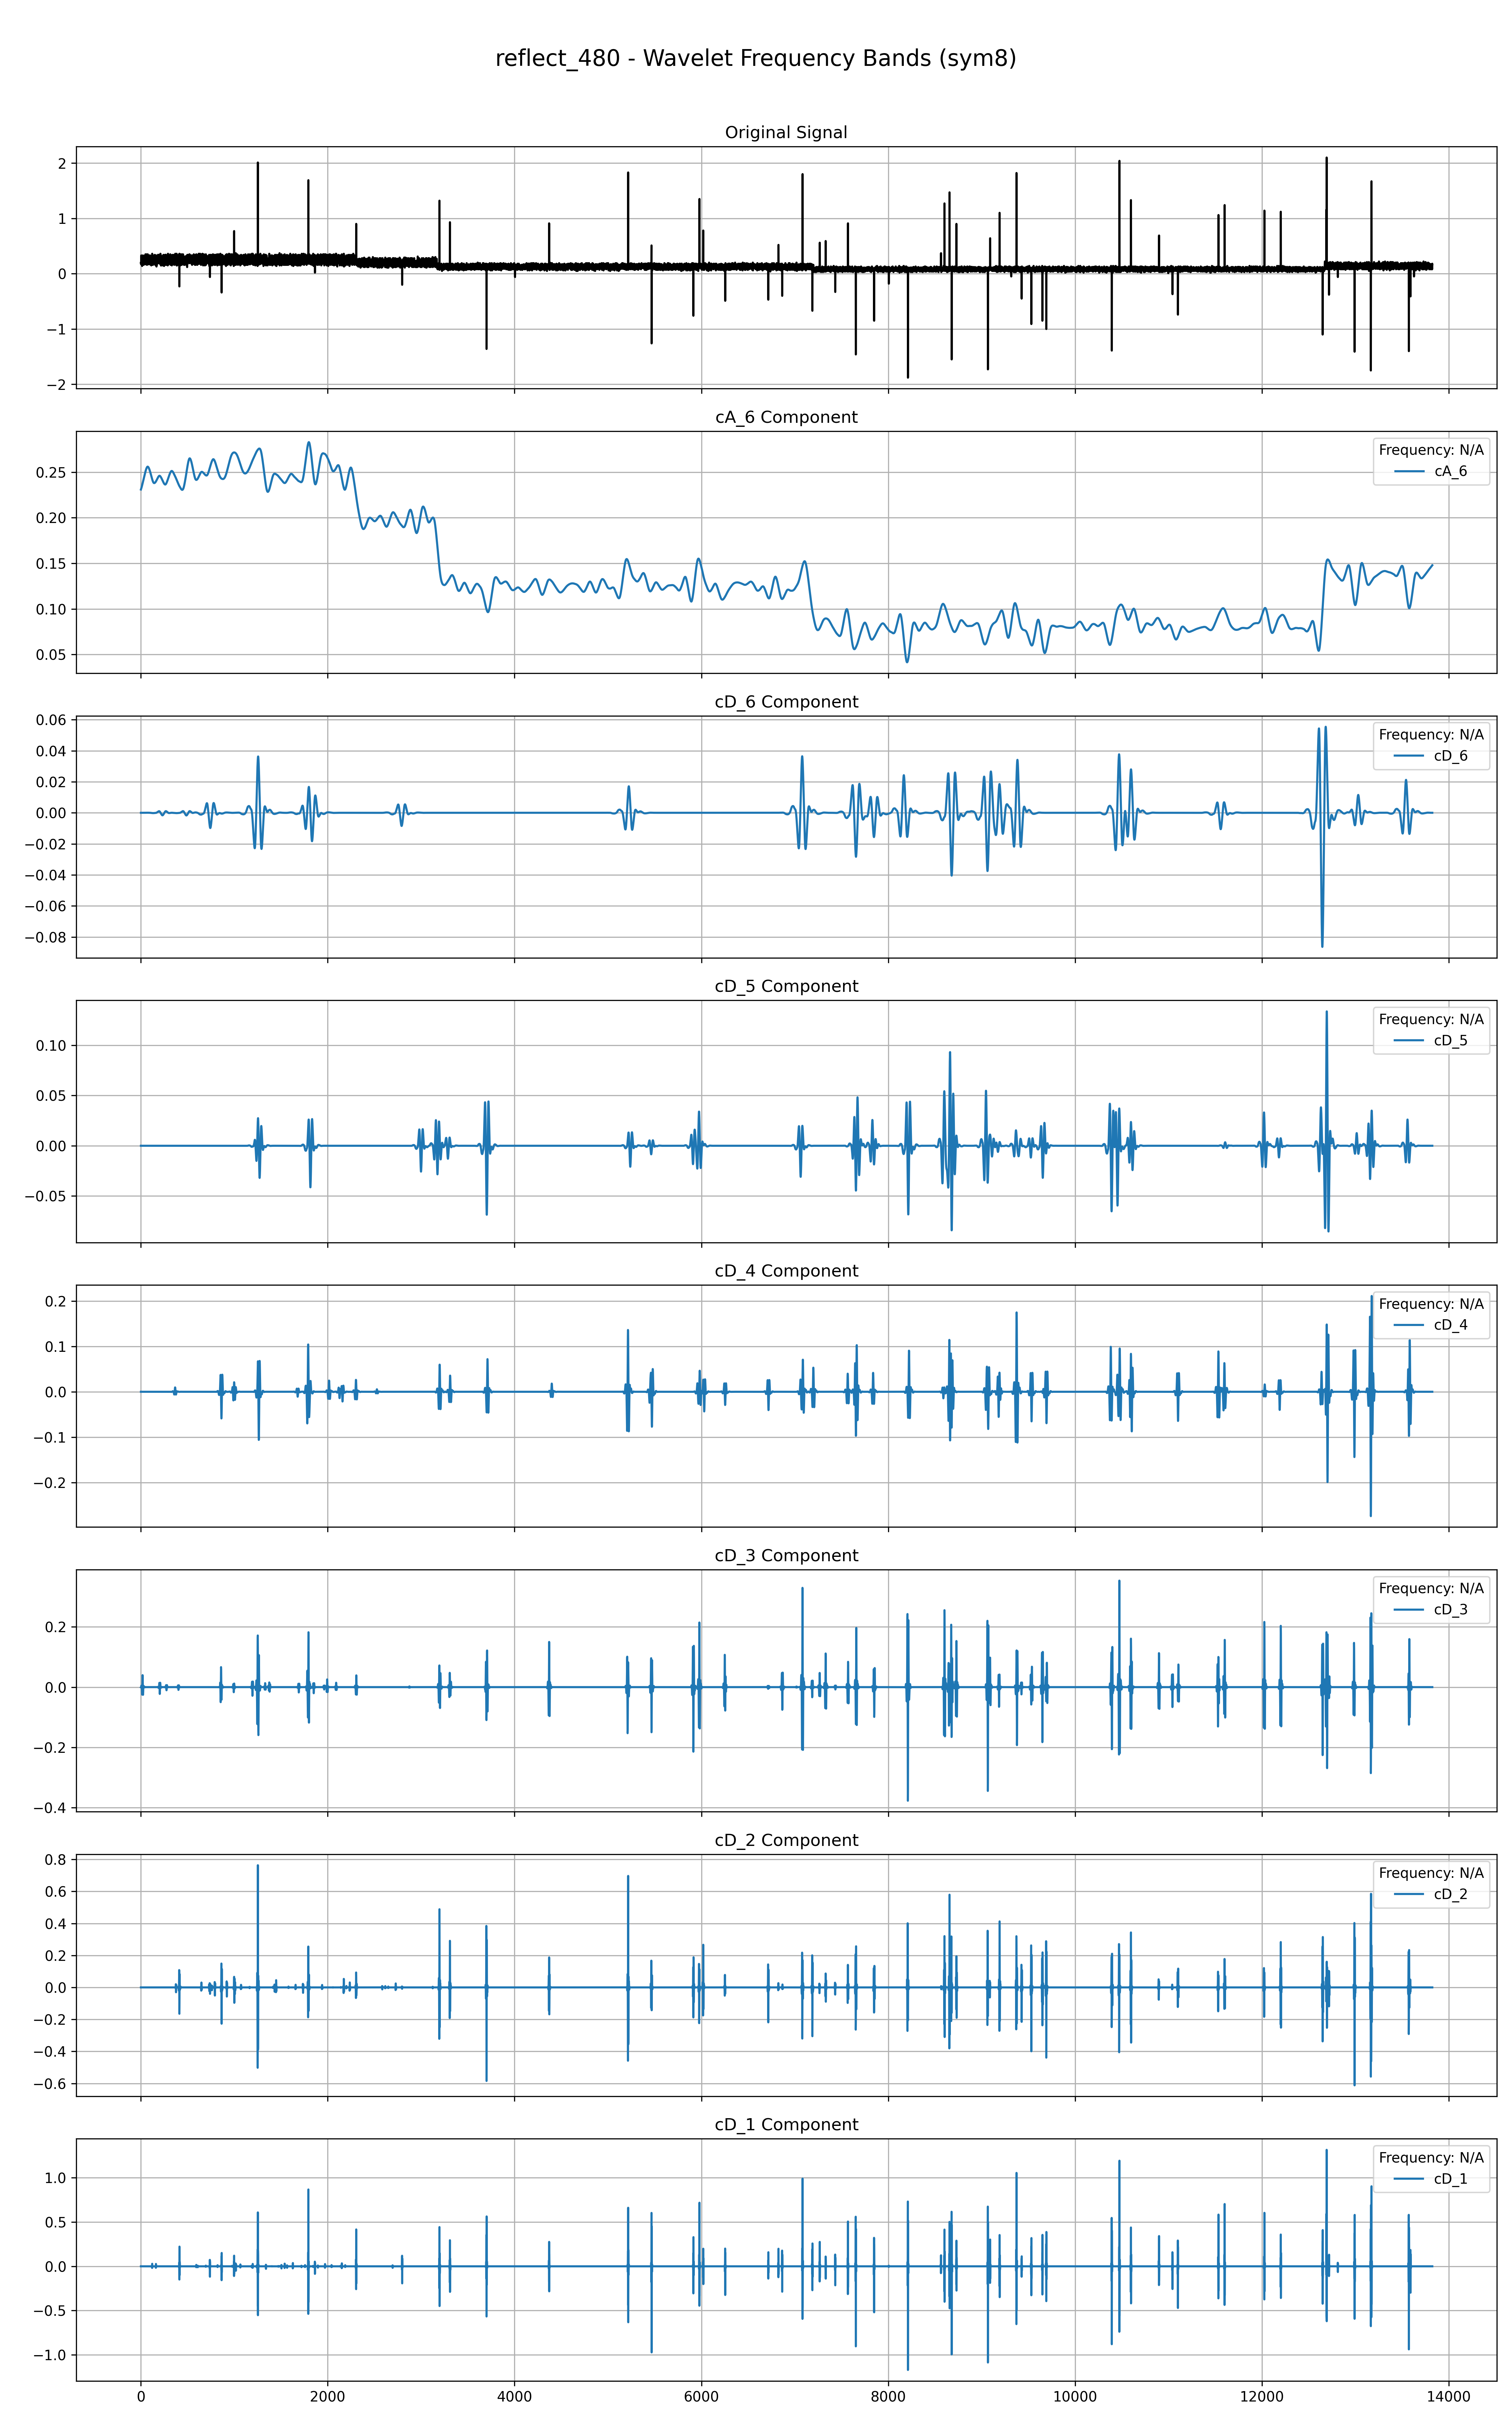 reflect_480 - Wavelet Frequency Bands (sym8)
Original Signal
2
1
0
−1
−2
cA_6 Component
Frequency: N/A
cA_6
0.25
0.20
0.15
0.10
0.05
cD_6 Component
Frequency: N/A
cD_6
0.06
0.04
0.02
0.00
−0.02
−0.04
−0.06
−0.08
cD_5 Component
Frequency: N/A
cD_5
0.10
0.05
0.00
−0.05
cD_4 Component
Frequency: N/A
cD_4
0.2
0.1
0.0
−0.1
−0.2
cD_3 Component
Frequency: N/A
cD_3
0.2
0.0
−0.2
−0.4
cD_2 Component
Frequency: N/A
cD_2
0.8
0.6
0.4
0.2
0.0
−0.2
−0.4
−0.6
cD_1 Component
Frequency: N/A
cD_1
1.0
0.5
0.0
−0.5
−1.0
0 2000 4000 6000 8000 10000 12000 14000